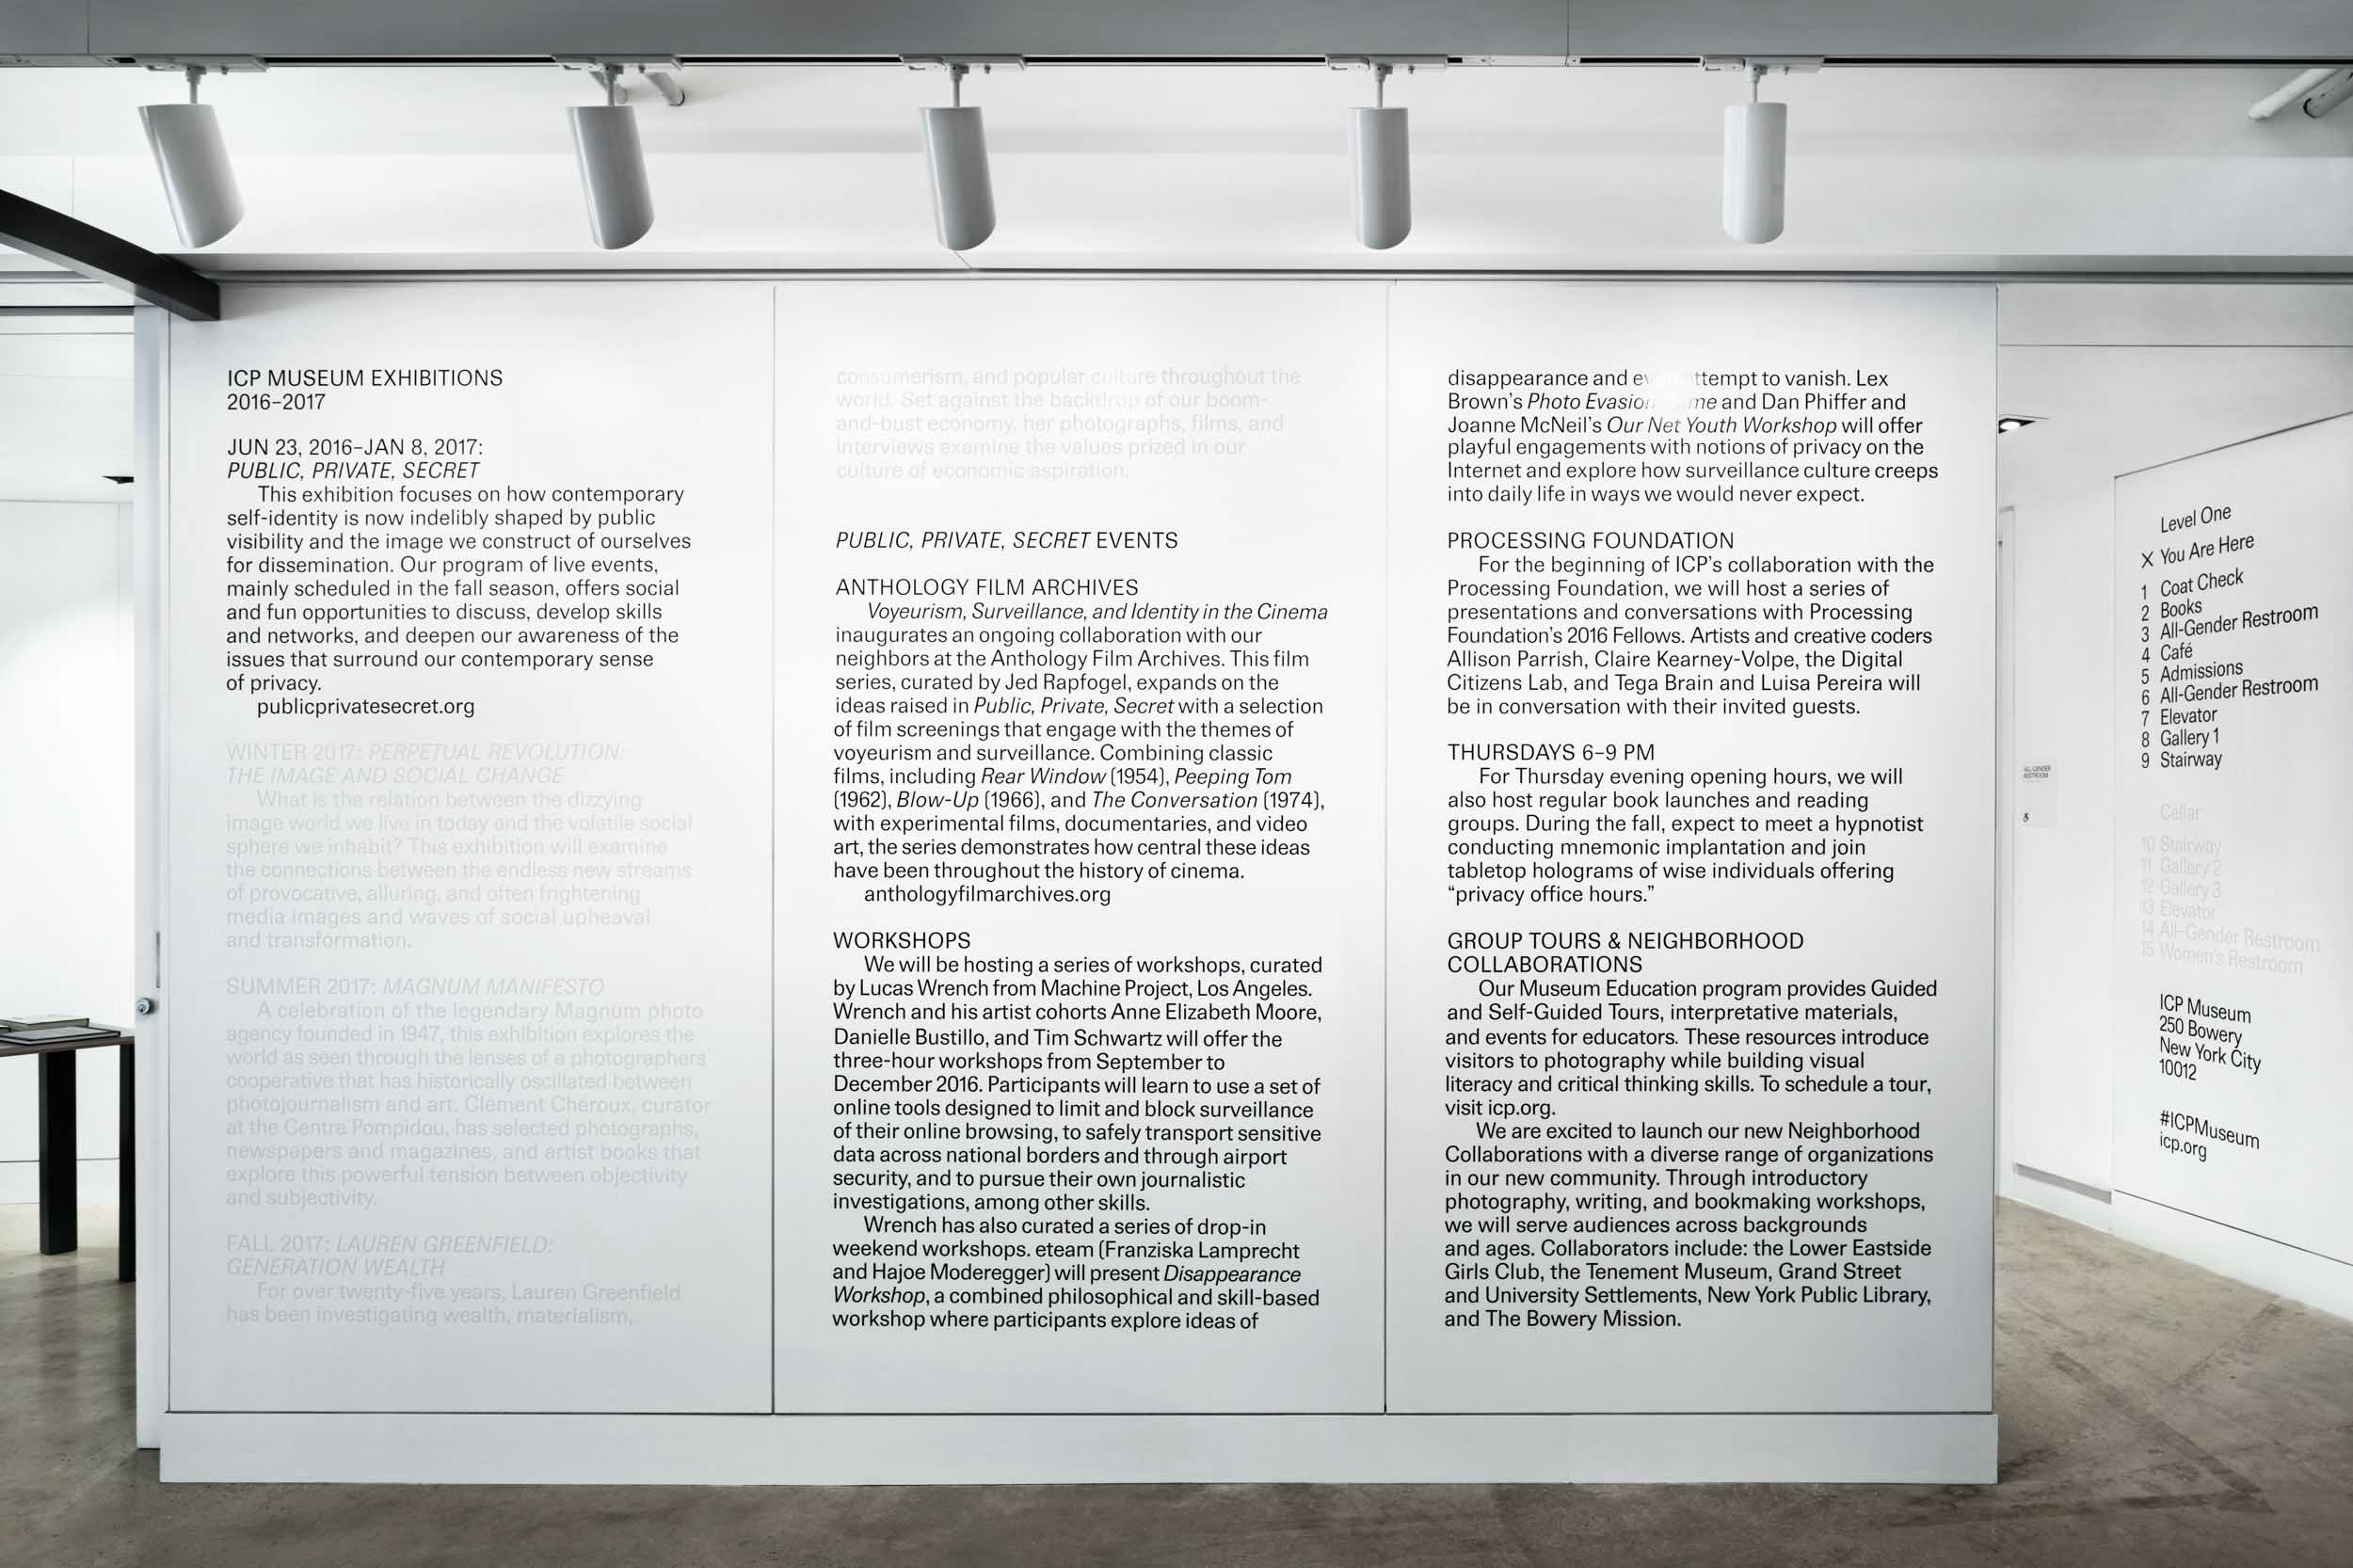 ICP MUSEUM EXHIBITIONS
2016–2017
JUN 23, 2016–JAN 8, 2017:
PUBLIC, PRIVATE, SECRET
This exhibition focuses on how contemporary
self-identity is now indelibly shaped by public
visibility and the image we construct of ourselves
for dissemination. Our program of live events,
mainly scheduled in the fall season, offers social
and fun opportunities to discuss, develop skills
and networks, and deepen our awareness of the
issues that surround our contemporary sense
of privacy.
publicprivatesecret.org
WINTER 2017: PERPETUAL REVOLUTION:
THE IMAGE AND SOCIAL CHANGE
What is the relation between the dizzying
image world we live in today and the volatile social
sphere we inhabit? This exhibition will examine
the connections between the endless new streams
of provocative, alluring, and often frightening
media images and waves of social upheaval
and transformation.
SUMMER 2017: MAGNUM MANIFESTO
A celebration of the legendary Magnum photo
agency founded in 1947, this exhibition explores the
world as seen through the lenses of a photographers'
cooperative that has historically oscillated between
photojournalism and art. Clément Chéroux, curator
at the Centre Pompidou, has selected photographs,
newspapers and magazines, and artist books that
explore this powerful tension between objectivity
and subjectivity.
FALL 2017: LAUREN GREENFIELD:
GENERATION WEALTH
For over twenty-five years, Lauren Greenfield
has been investigating wealth, materialism,
consumerism, and popular culture throughout the
world. Set against the backdrop of our boom-
and-bust economy, her photographs, films, and
interviews examine the values prized in our
culture of economic aspiration.
PUBLIC, PRIVATE, SECRET EVENTS
ANTHOLOGY FILM ARCHIVES
Voyeurism, Surveillance, and Identity in the Cinema
inaugurates an ongoing collaboration with our
neighbors at the Anthology Film Archives. This film
series, curated by Jed Rapfogel, expands on the
ideas raised in Public, Private, Secret with a selection
of film screenings that engage with the themes of
voyeurism and surveillance. Combining classic
films, including Rear Window (1954), Peeping Tom
(1962), Blow-Up (1966), and The Conversation (1974),
with experimental films, documentaries, and video
art, the series demonstrates how central these ideas
have been throughout the history of cinema.
anthologyfilmarchives.org
WORKSHOPS
We will be hosting a series of workshops, curated
by Lucas Wrench from Machine Project, Los Angeles.
Wrench and his artist cohorts Anne Elizabeth Moore,
Danielle Bustillo, and Tim Schwartz will offer the
three-hour workshops from September to
December 2016. Participants will learn to use a set of
online tools designed to limit and block surveillance
of their online browsing, to safely transport sensitive
data across national borders and through airport
security, and to pursue their own journalistic
investigations, among other skills.
Wrench has also curated a series of drop-in
weekend workshops. eteam (Franziska Lamprecht
and Hajoe Moderegger) will present Disappearance
Workshop, a combined philosophical and skill-based
workshop where participants explore ideas of
disappearance and ttempt to vanish. Lex
Brown's Photo Evasion and Dan Phiffer and
Joanne McNeil's Our Net Youth Workshop will offer
playful engagements with notions of privacy on the
Internet and explore how surveillance culture creeps
into daily life in ways we would never expect.
PROCESSING FOUNDATION
For the beginning of ICP's collaboration with the
Processing Foundation, we will host a series of
presentations and conversations with Processing
Foundation's 2016 Fellows. Artists and creative coders
Allison Parrish, Claire Kearney-Volpe, the Digital
Citizens Lab, and Tega Brain and Luisa Pereira will
be in conversation with their invited guests.
THURSDAYS 6–9 PM
For Thursday evening opening hours, we will
also host regular book launches and reading
groups. During the fall, expect to meet a hypnotist
conducting mnemonic implantation and join
tabletop holograms of wise individuals offering
“privacy office hours.”
GROUP TOURS & NEIGHBORHOOD
COLLABORATIONS
Our Museum Education program provides Guided
and Self-Guided Tours, interpretative materials,
and events for educators. These resources introduce
visitors to photography while building visual
literacy and critical thinking skills. To schedule a tour,
visit icp.org.
We are excited to launch our new Neighborhood
Collaborations with a diverse range of organizations
in our new community. Through introductory
photography, writing, and bookmaking workshops,
we will serve audiences across backgrounds
and ages. Collaborators include: the Lower Eastside
Girls Club, the Tenement Museum, Grand Street
and University Settlements, New York Public Library,
and The Bowery Mission.
ALL-GENDER
RESTROOM
Level One
X You Are Here
1 Coat Check
2 Books
3 All-Gender Restroom
4 Café
5 Admissions
6 All-Gender Restroom
7 Elevator
8 Gallery 1
9 Stairway
Cellar
10 Stairway
11 Gallery 2
12 Gallery 3
13 Elevator
14 All-Gender Restroom
15 Women's Restroom
ICP Museum
250 Bowery
New York City
10012
#ICPMuseum
icp.org